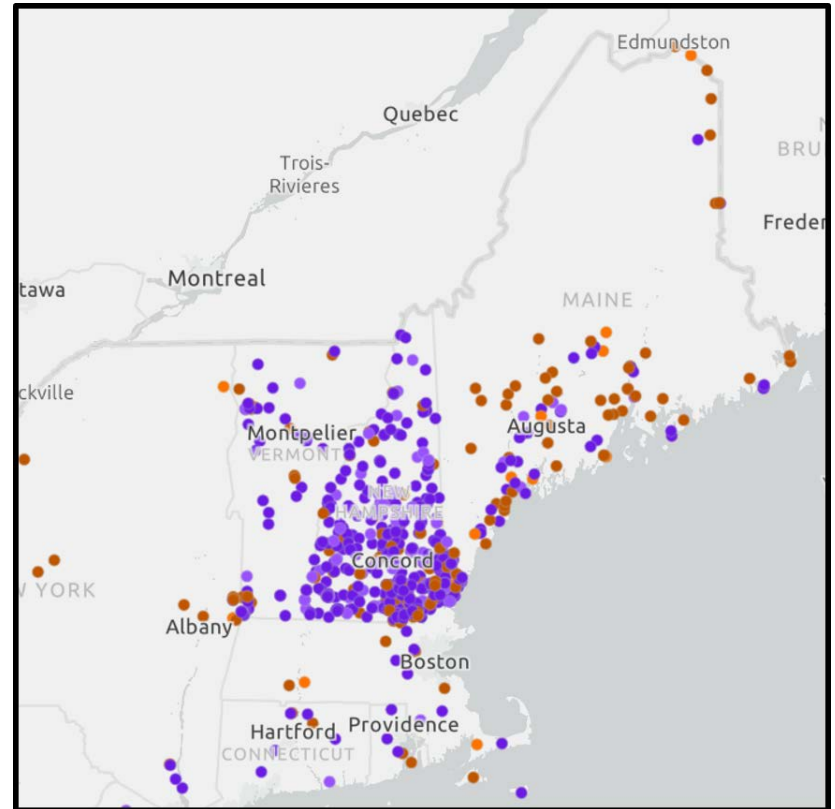 Edmundston
Quebec
N
BRU
Trois-
Rivieres
Freder
Montreal
tawa
MAINE
ckville
Augusta
Montpelier
VERMONT
NEW
HAMPSHIRE
Concord
W YORK
Albany
Boston
Hartford
Providence
CONNECTICUT